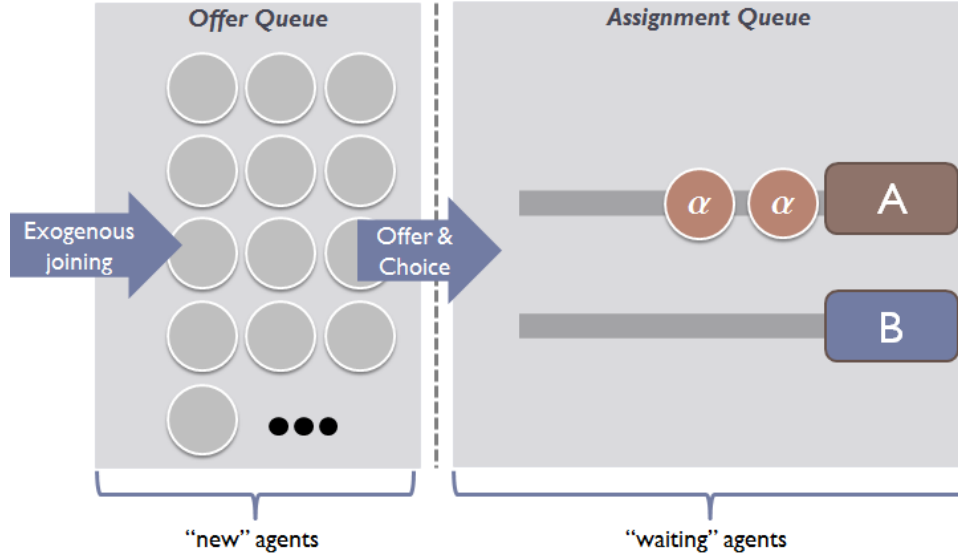 Offer Queue
Assignment Queue
Exogenous
joining
Offer &
Choice
α
α
A
B
“new” agents
“waiting” agents